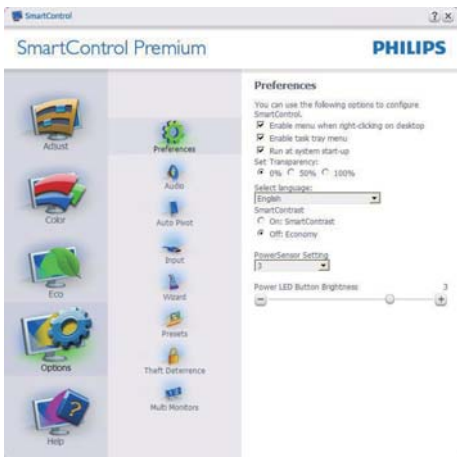 SmartControl
SmartControl Premium
PHILIPS
Adjust
Color
Eco
Options
Help
Preferences
Audio
Auto Pivot
Input
Wizard
Presets
Theft Deterrence
Multi Monitors
Preferences
You can use the following options to configure
SmartControl.
Enable menu when right-clicking on desktop
Enable task tray menu
Run at system start-up
Set Transparency:
0% 50% 100%
Select language:
English
SmartContrast
On: SmartContrast
Off: Economy
PowerSensor Setting
3
Power LED Button Brightness 3